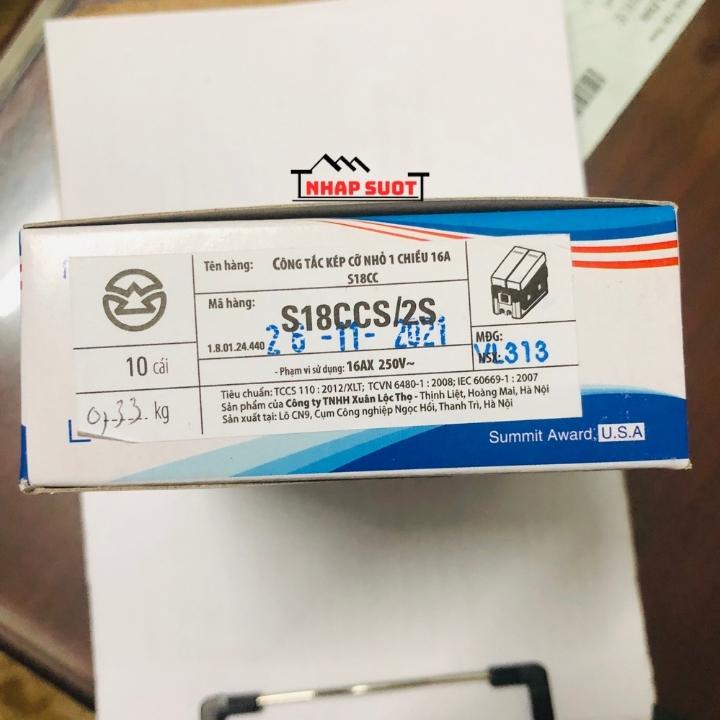 NHAP SUOT
Tên hàng: CÔNG TẮC KÉP CỠ NHỎ 1 CHIỀU 16A
S18CC
Mã hàng:
S18CCS/2S
1.8.01.24.440
26-11-2021
MĐG:
NSX:
VL313
10 cái
- Phạm vi sử dụng: 16AX 250V~
0,33 kg
Tiêu chuẩn: TCCS 110 : 2012/XLT; TCVN 6480-1 : 2008; IEC 60669-1 : 2007
Sản phẩm của Công ty TNHH Xuân Lộc Thọ - Thịnh Liệt, Hoàng Mai, Hà Nội
Sản xuất tại: Lô CN9, Cụm Công nghiệp Ngọc Hồi, Thanh Trì, Hà Nội
Summit Award; U.S.A